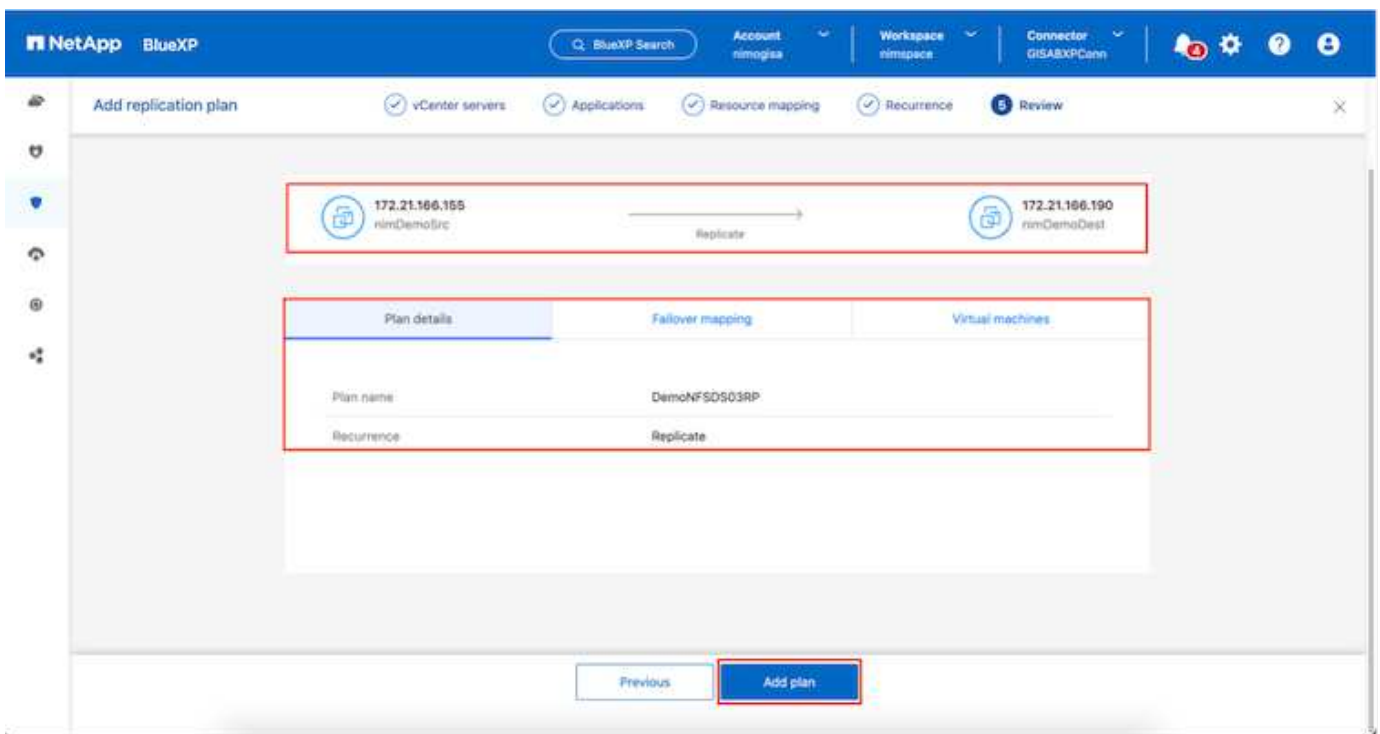 NetApp BlueXP
BlueXP Search
Account
nimogisa
Workspace
nimspace
Connector
GISABXPConn
4
Add replication plan
vCenter servers
Applications
Resource mapping
Recurrence
5 Review
172.21.166.155
nimDemoSrc
Replicate
172.21.166.190
nimDemoDest
Plan details
Failover mapping
Virtual machines
Plan name DemoNFSDS03RP
Recurrence Replicate
Previous
Add plan